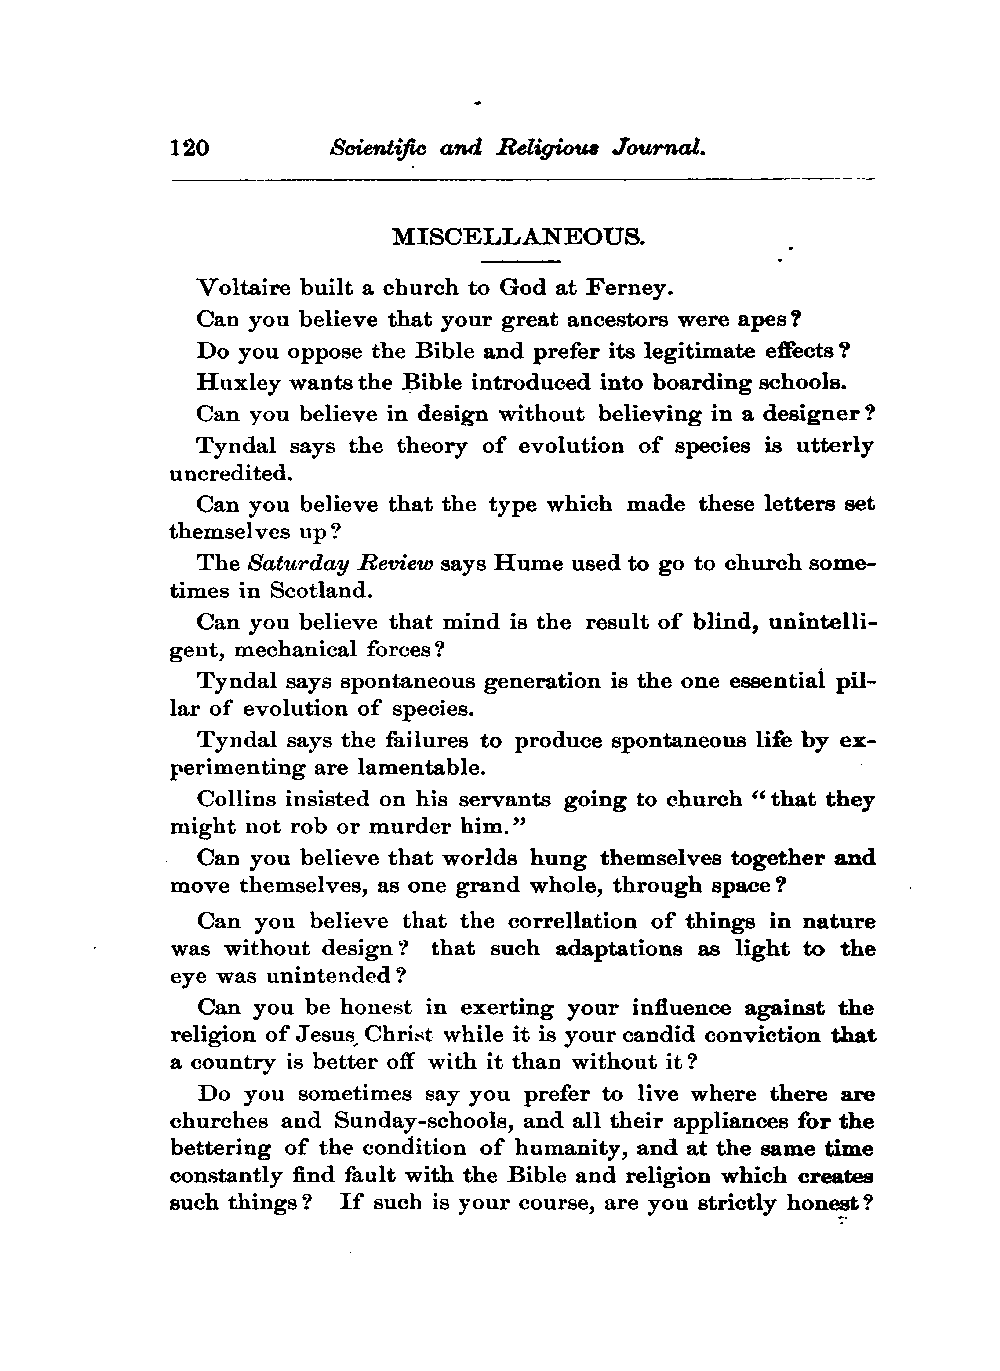 120 Scientific and Religious Journal.
MISCELLANEOUS.
Voltaire built a church to God at Ferney.
Can you believe that your great ancestors were apes?
Do you oppose the Bible and prefer its legitimate effects?
Huxley wants the Bible introduced into boarding schools.
Can you believe in design without believing in a designer?
Tyndal says the theory of evolution of species is utterly
uncredited.
Can you believe that the type which made these letters set
themselves up?
The Saturday Review says Hume used to go to church some-
times in Scotland.
Can you believe that mind is the result of blind, unintelli-
gent, mechanical forces?
Tyndal says spontaneous generation is the one essential pil-
lar of evolution of species.
Tyndal says the failures to produce spontaneous life by ex-
perimenting are lamentable.
Collins insisted on his servants going to church "that they
might not rob or murder him."
Can you believe that worlds hung themselves together and
move themselves, as one grand whole, through space?
Can you believe that the correllation of things in nature
was without design? that such adaptations as light to the
eye was unintended?
Can you be honest in exerting your influence against the
religion of Jesus Christ while it is your candid conviction that
a country is better off with it than without it?
Do you sometimes say you prefer to live where there are
churches and Sunday-schools, and all their appliances for the
bettering of the condition of humanity, and at the same time
constantly find fault with the Bible and religion which creates
such things? If such is your course, are you strictly honest?